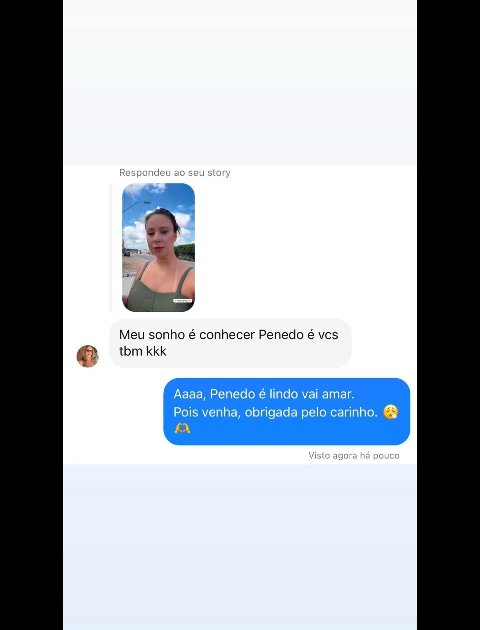 Respondeu ao seu story
Meu sonho é conhecer Penedo é vcs
tbm kkk
Aaaa, Penedo é lindo vai amar.
Pois venha, obrigada pelo carinho. 😮‍💨
🫶
Visto agora há pouco